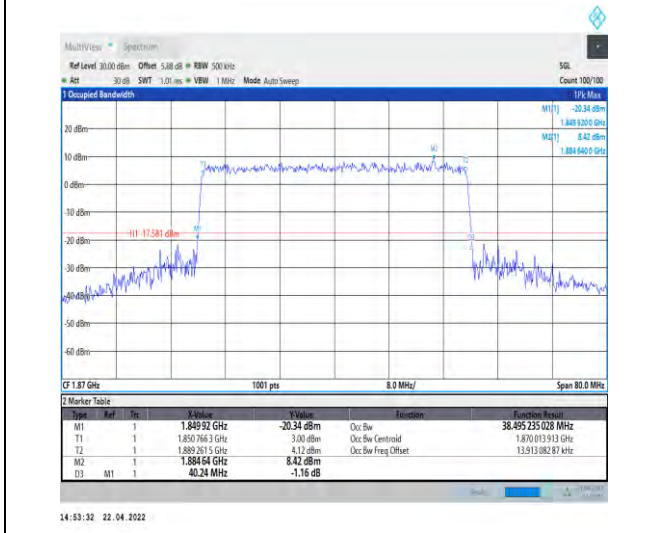 MultiView Spectrum
Ref Level 30.00 dBm Offset 5.88 dB RBW 500 kHz SGL
Att 30 dB SWT 1.01 ms VBW 1 MHz Mode Auto Sweep Count 100/100
1 Occupied Bandwidth 1Pk Max
M1[1] -20.34 dBm
1.849 920 0 GHz
M2[1] 8.42 dBm
1.884 640 0 GHz
20 dBm
M2
T1 T2
10 dBm
0 dBm
-10 dBm
M1
H1 -17.581 dBm
D3
-20 dBm
-30 dBm
-40 dBm
-50 dBm
-60 dBm
CF 1.87 GHz 1001 pts 8.0 MHz/ Span 80.0 MHz
2 Marker Table
Type Ref Trc X-Value Y-Value Function Function Result
M1 1 1.849 92 GHz -20.34 dBm Occ Bw 38.495 235 028 MHz
T1 1 1.850 766 3 GHz 3.00 dBm Occ Bw Centroid 1.870 013 913 GHz
T2 1 1.889 261 5 GHz 4.12 dBm Occ Bw Freq Offset 13.913 082 87 kHz
M2 1 1.884 64 GHz 8.42 dBm
D3 M1 1 40.24 MHz -1.16 dB
14:53:32 22.04.2022